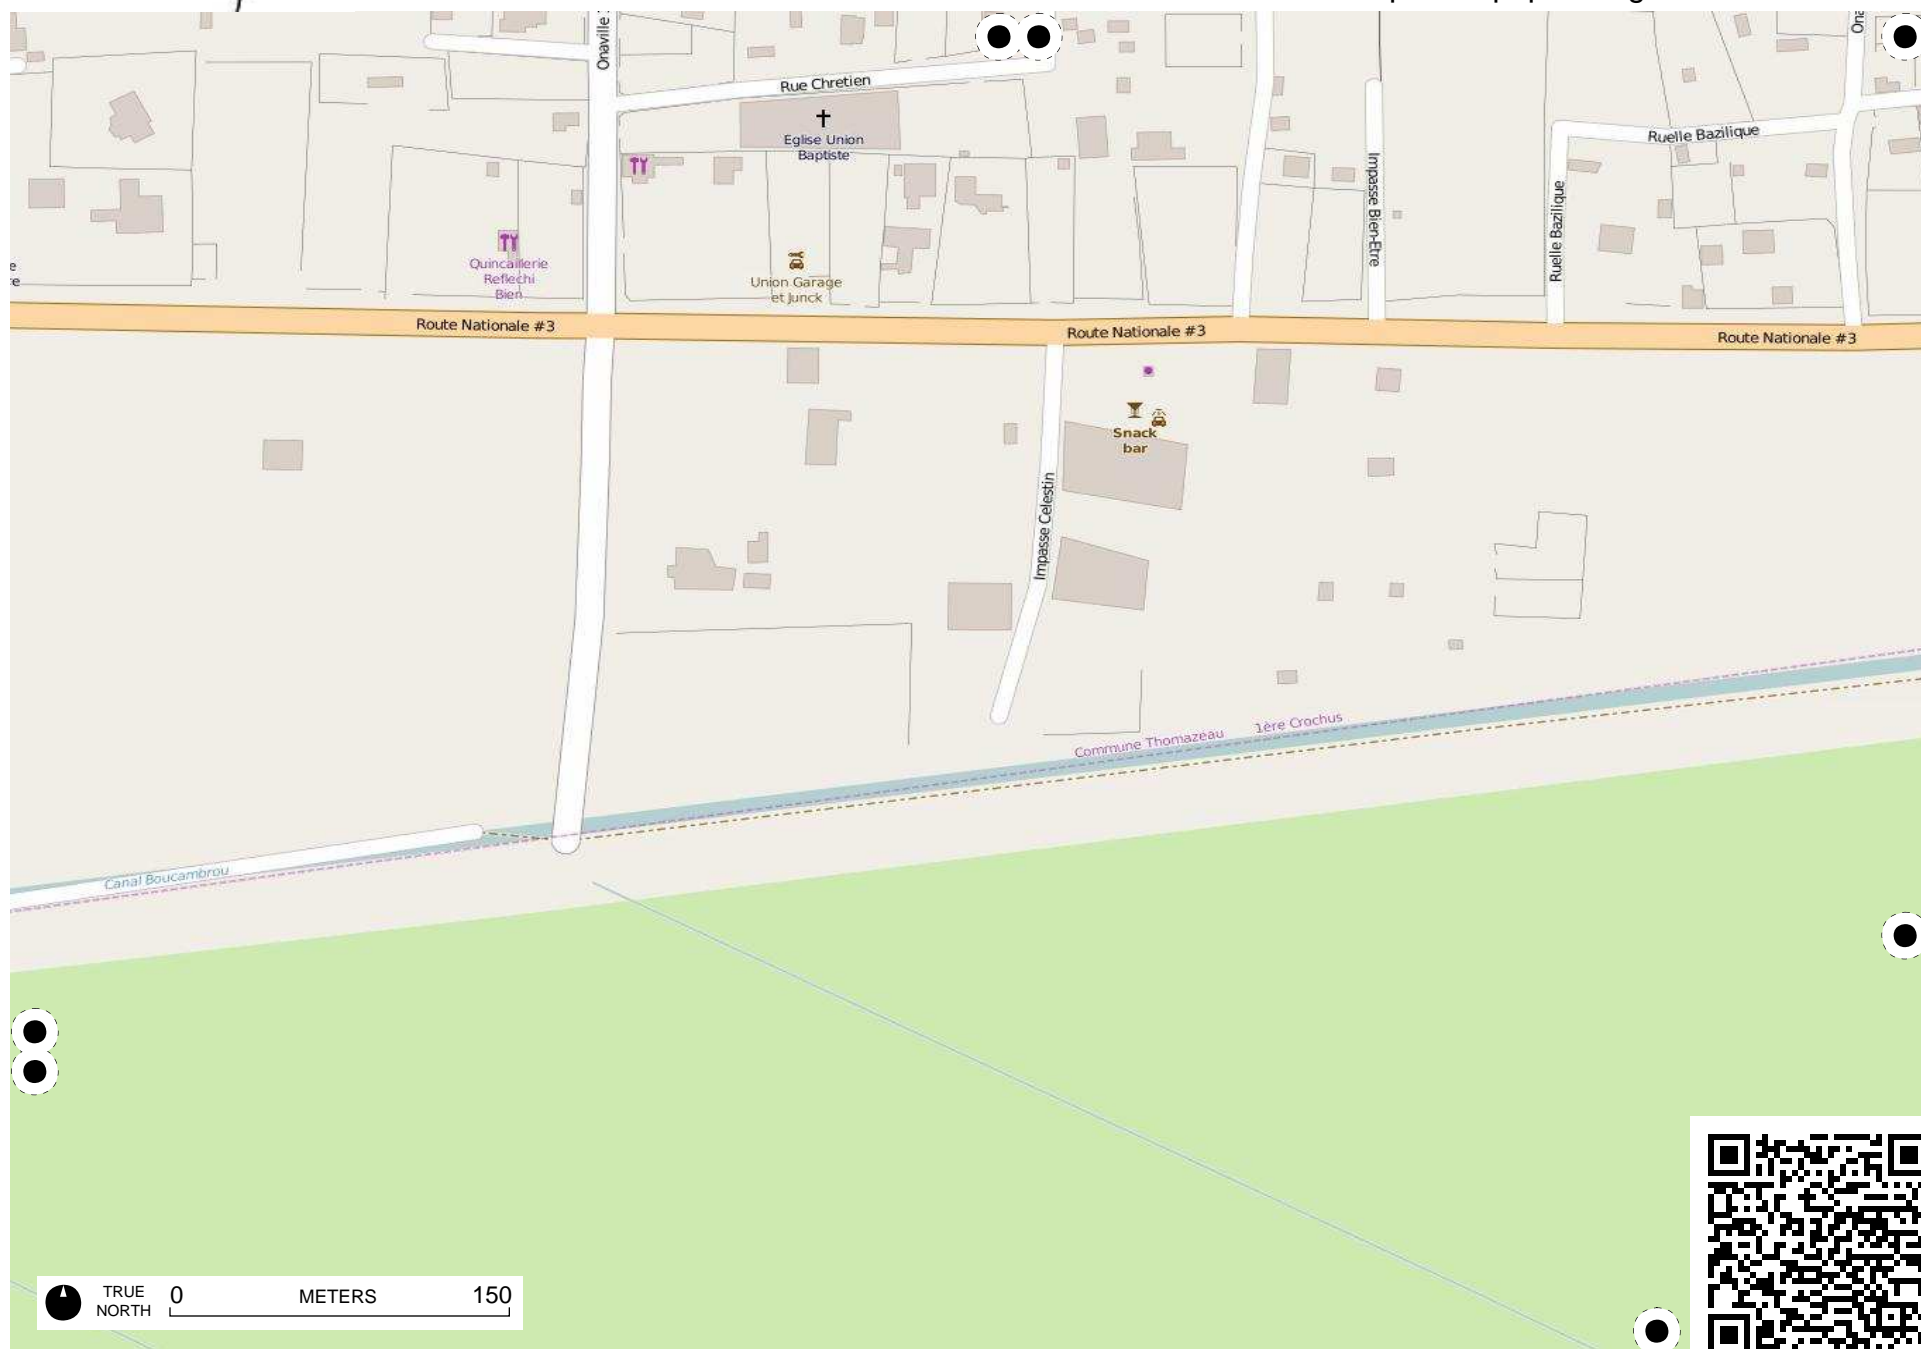 Onaville
Rue Chretien
Eglise Union
Baptiste
Ruelle Bazilique
Impasse Bien-Etre
Ruelle Bazilique
Quincaillerie
Reflechi
Bien
Union Garage
et Junck
Route Nationale #3
Route Nationale #3
Route Nationale #3
Snack
bar
Impasse Celestin
Commune Thomazeau
1ère Crochus
Canal Boucambrou
TRUE
NORTH
0 METERS 150